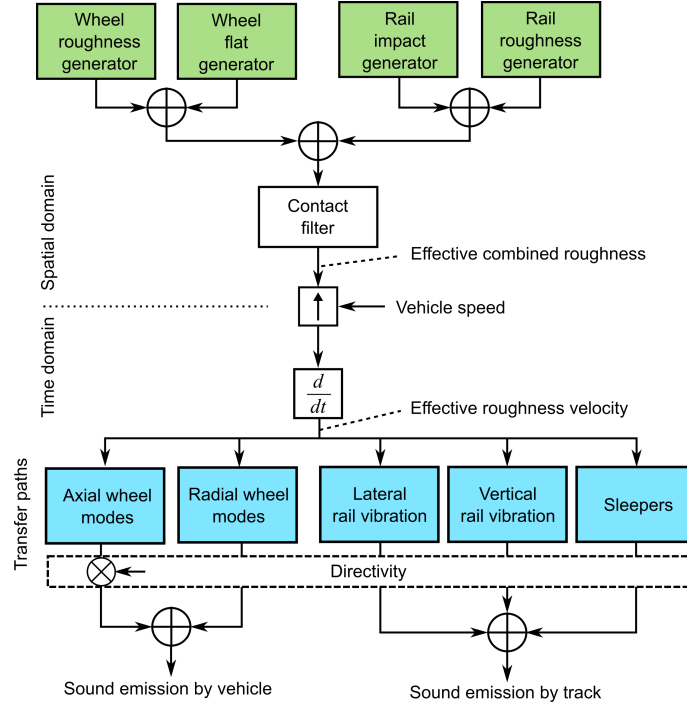 Wheel
roughness
generator
Wheel
flat
generator
Rail
impact
generator
Rail
roughness
generator
Spatial domain
Contact
filter
Effective combined roughness
Vehicle speed
Time domain
d
dt
Effective roughness velocity
Transfer paths
Axial wheel
modes
Radial wheel
modes
Lateral
rail vibration
Vertical
rail vibration
Sleepers
Directivity
Sound emission by vehicle
Sound emission by track